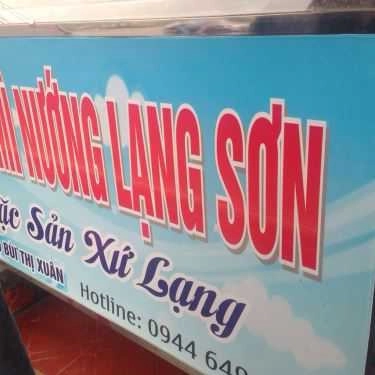 NƯỚNG LẠNG SƠN
Sản Xứ Lạng
BÙI THỊ XUÂN
Hotline: 0944 649